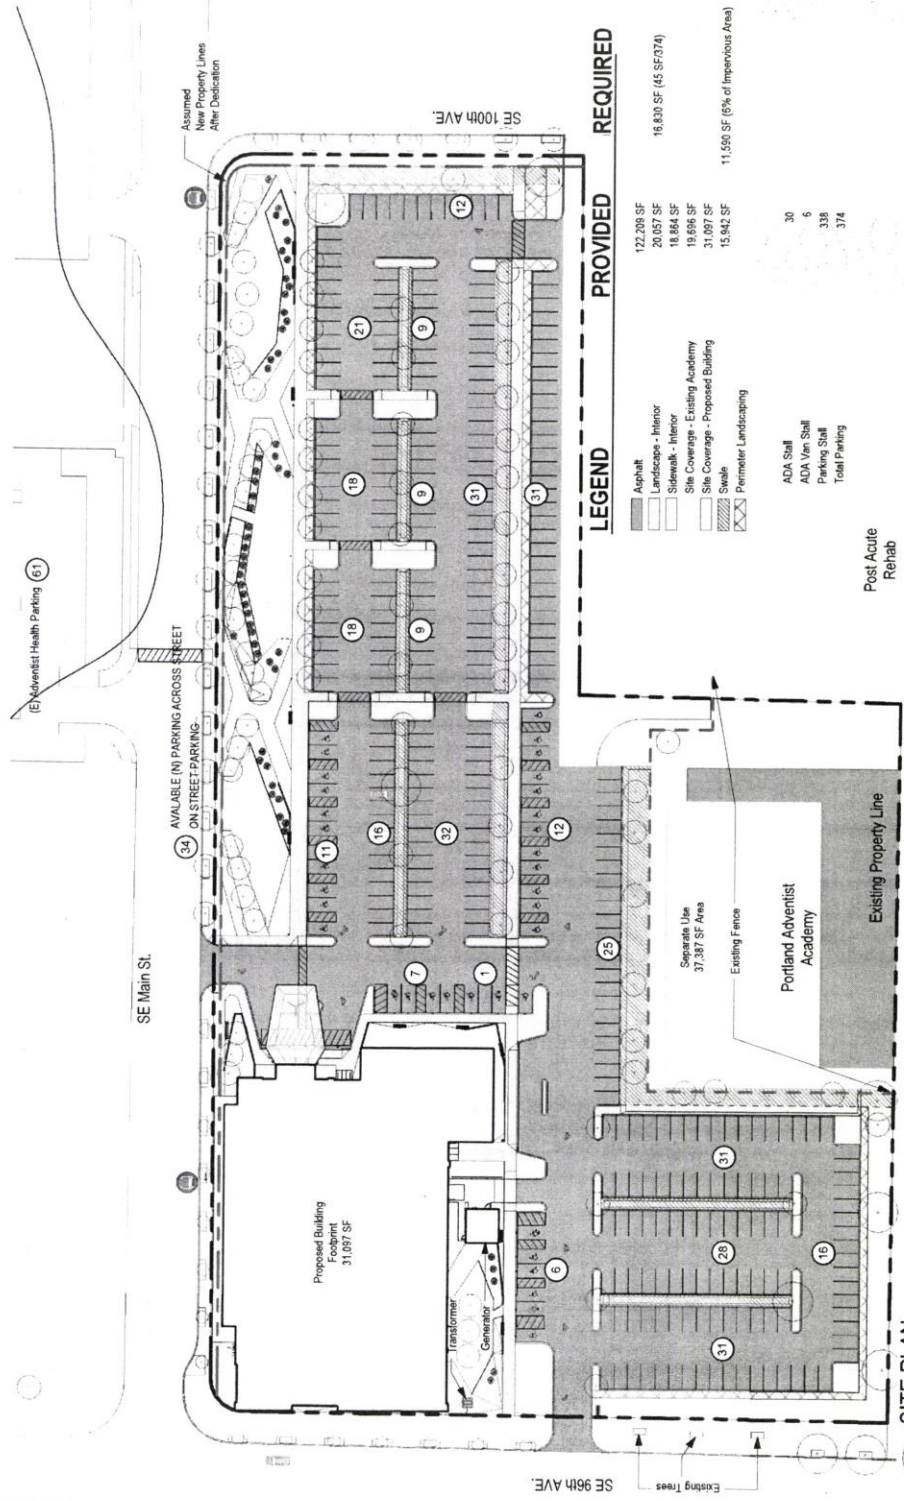 Assumed
New Property Lines
After Dedication
SE 100th AVE.
(E) Adventist Health Parking 61
34 AVALABLE (N) PARKING ACROSS STREET
ON STREET-PARKING
SE Main St.
12
21
9
18
9
31
31
18
9
11
16
32
12
7
1
25
Proposed Building
Footprint
31,097 SF
Transformer
Generator
6
31
28
31
16
Separate Use
37,387 SF Area
Existing Fence
Portland Adventist
Academy
Existing Property Line
Post Acute
Rehab
SE 96th AVE.
Existing Trees
LEGEND PROVIDED REQUIRED
Asphalt 122,209 SF
Landscape - Interior 20,057 SF 16,830 SF (45 SF/374)
Sidewalk - Interior 18,864 SF
Site Coverage - Existing Academy 19,696 SF
Site Coverage - Proposed Building 31,097 SF
Swale 15,942 SF 11,590 SF (6% of Impervious Area)
Perimeter Landscaping
ADA Stall 30
ADA Van Stall 6
Parking Stall 338
Total Parking 374
SITE PLAN